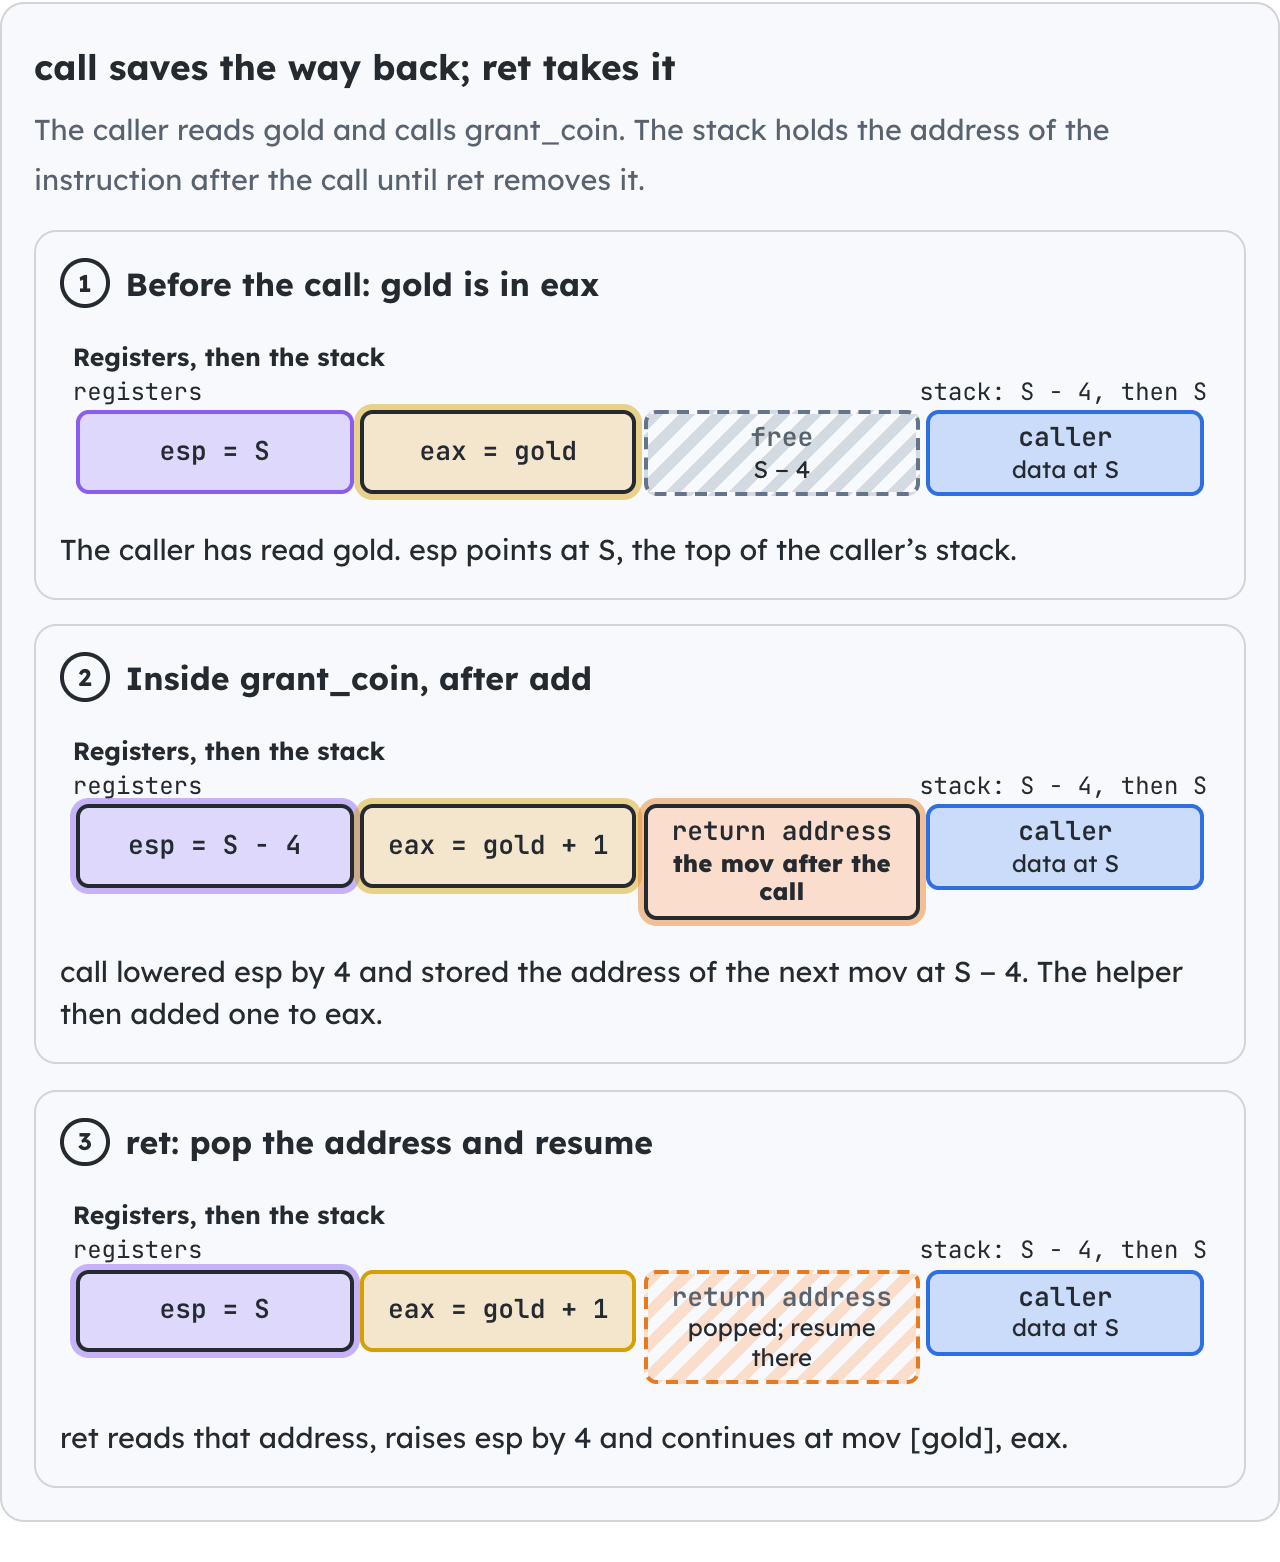 call saves the way back; ret takes it
The caller reads gold and calls grant_coin. The stack holds the address of the
instruction after the call until ret removes it.
1 Before the call: gold is in eax
Registers, then the stack
registers stack: S - 4, then S
esp = S
eax = gold
free
S – 4
caller
data at S
The caller has read gold. esp points at S, the top of the caller’s stack.
2 Inside grant_coin, after add
Registers, then the stack
registers stack: S - 4, then S
esp = S - 4
eax = gold + 1
return address
the mov after the
call
caller
data at S
call lowered esp by 4 and stored the address of the next mov at S – 4. The helper
then added one to eax.
3 ret: pop the address and resume
Registers, then the stack
registers stack: S - 4, then S
esp = S
eax = gold + 1
return address
popped; resume
there
caller
data at S
ret reads that address, raises esp by 4 and continues at mov [gold], eax.